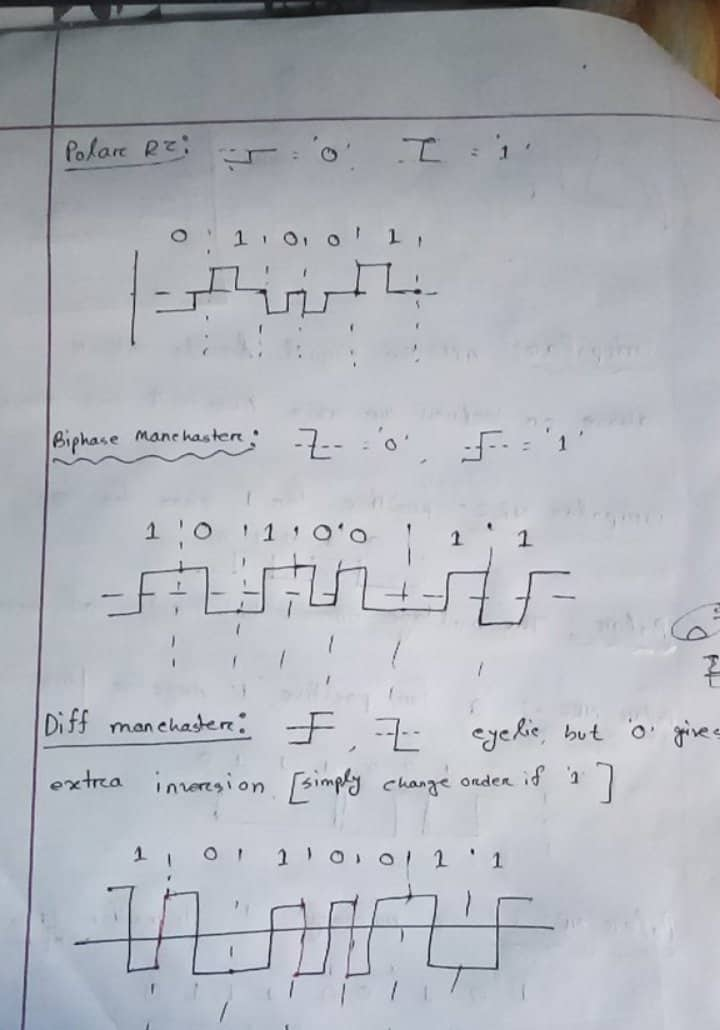 Polare RZ: = '0' = '1'
0 1 0 0 1
Biphase Manchaster: = '0', = '1'
1 0 1 0 0 1 1
Diff manchaster: , cyclic, but '0' gives
extrea inversion [simply change order if '1']
1 0 1 0 0 1 1